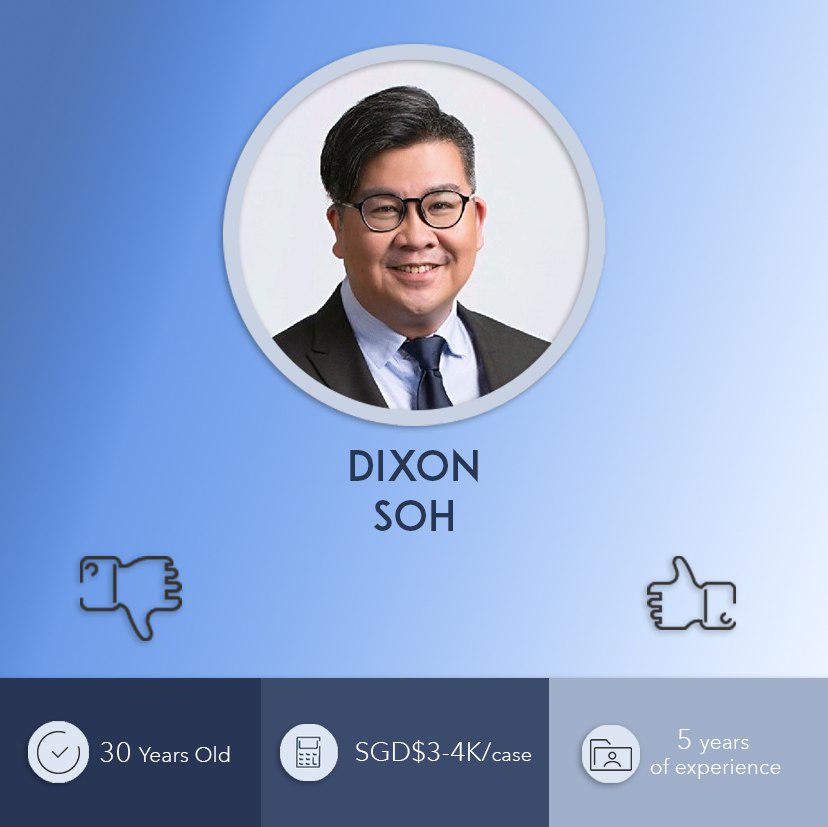 DIXON
SOH
30 Years Old
SGD$3-4K/case
5 years
of experience